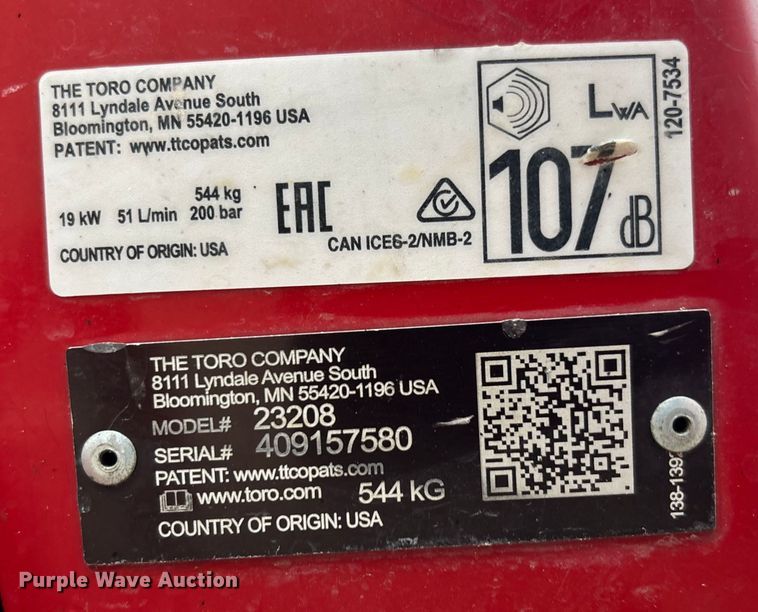 THE TORO COMPANY
8111 Lyndale Avenue South
Bloomington, MN 55420-1196 USA
PATENT: www.ttcopats.com
544 kg
19 kW 51 L/min 200 bar
COUNTRY OF ORIGIN: USA
EAC
CAN ICES-2/NMB-2
LWA
107 dB
120-7534
THE TORO COMPANY
8111 Lyndale Avenue South
Bloomington, MN 55420-1196 USA
MODEL# 23208
SERIAL# 409157580
PATENT: www.ttcopats.com
www.toro.com 544 kG
COUNTRY OF ORIGIN: USA
Purple Wave Auction